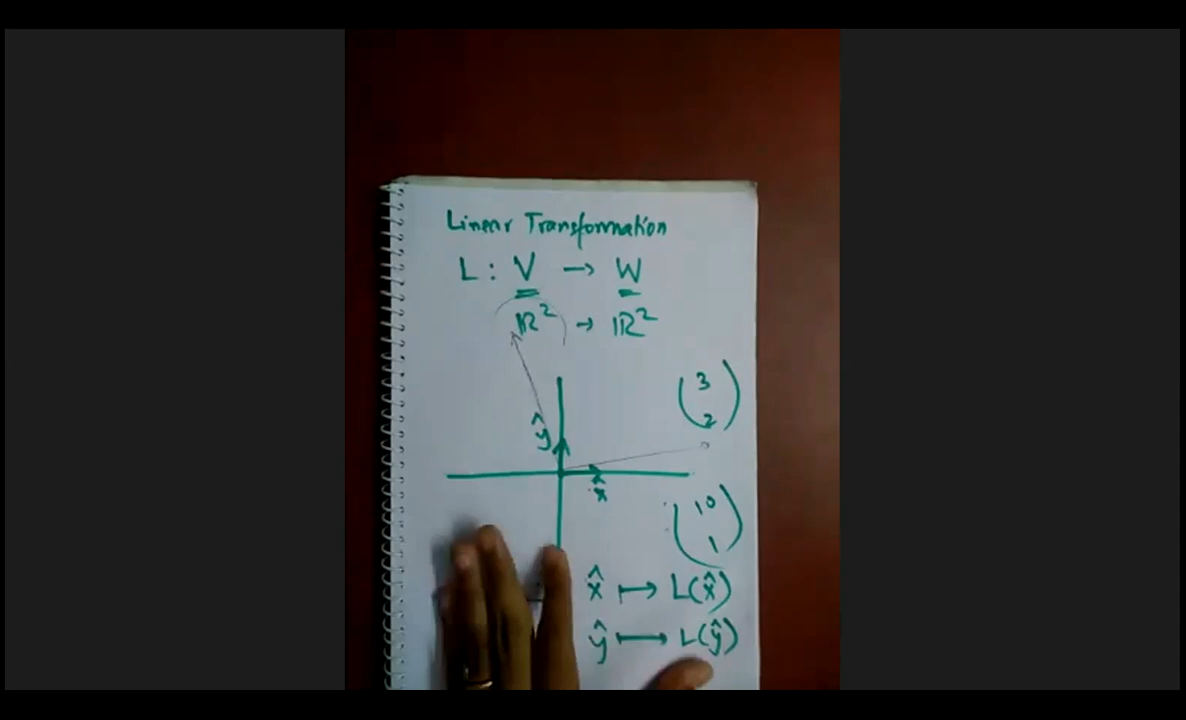 Linear Transformation
L : V → W
ℝ² → ℝ²
(3
2)
ŷ
x̂
(10
1)
x̂ ↦ L(x̂)
ŷ ↦ L(ŷ)